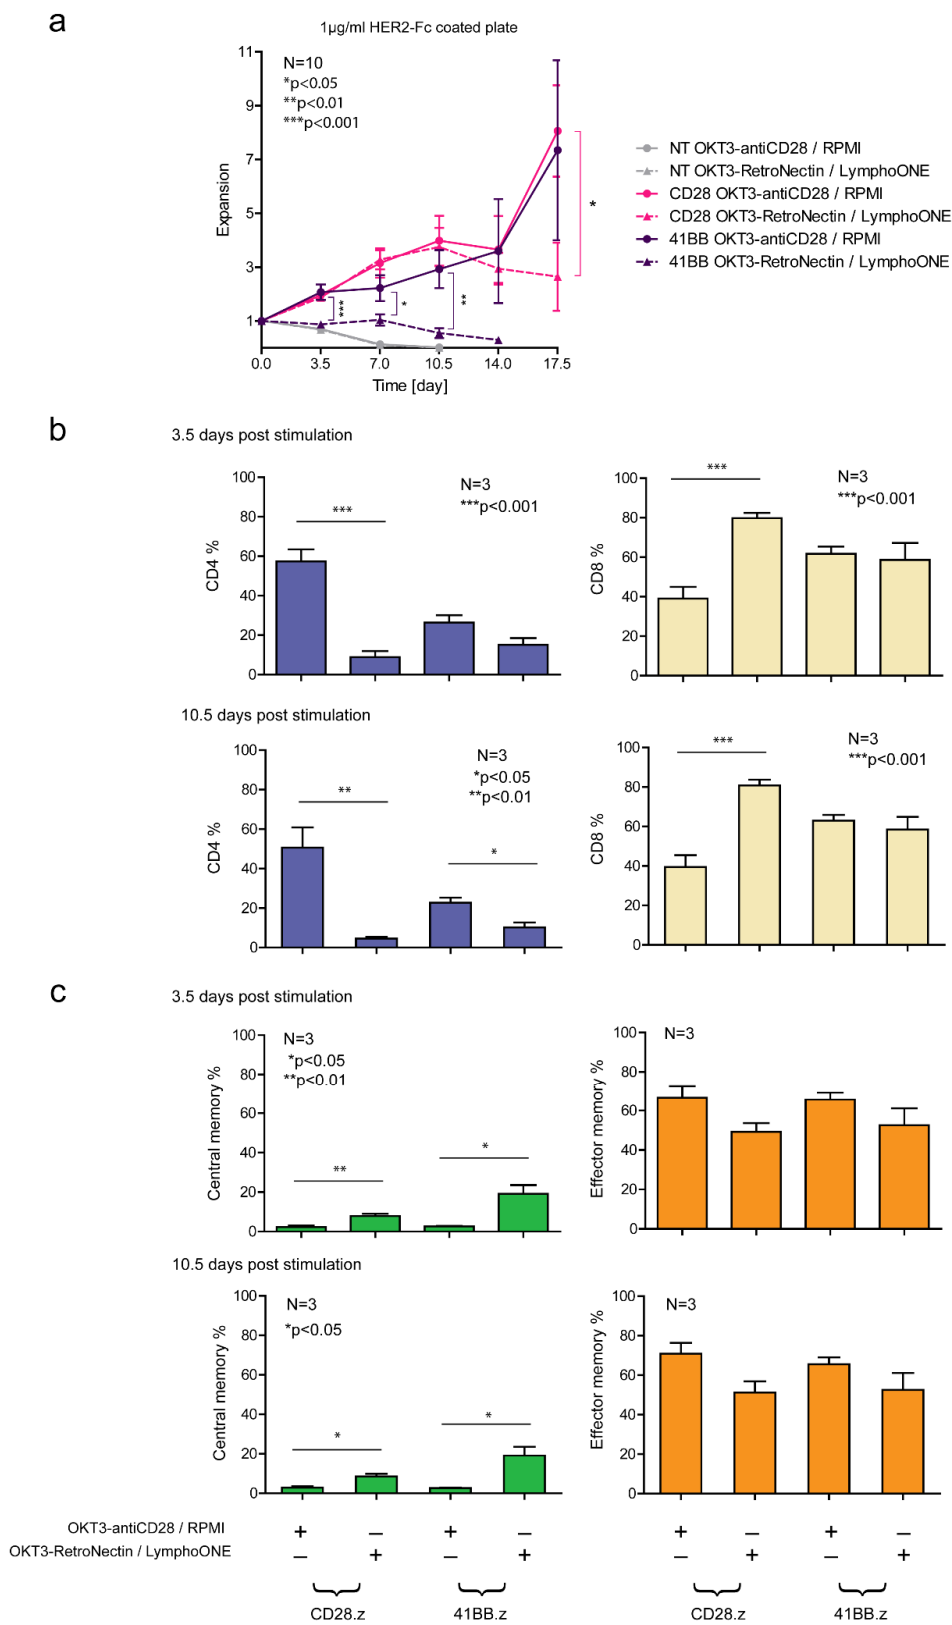 a
1µg/ml HER2-Fc coated plate
11
9
7
5
3
1
Expansion
N=10
*p<0.05
**p<0.01
***p<0.001
***
*
**
*
0.0 3.5 7.0 10.5 14.0 17.5
Time [day]
NT OKT3-antiCD28 / RPMI
NT OKT3-RetroNectin / LymphoONE
CD28 OKT3-antiCD28 / RPMI
CD28 OKT3-RetroNectin / LymphoONE
41BB OKT3-antiCD28 / RPMI
41BB OKT3-RetroNectin / LymphoONE
b
3.5 days post stimulation
100
80
60
40
20
0
CD4 %
***
N=3
***p<0.001
100
80
60
40
20
0
CD8 %
***
N=3
***p<0.001
10.5 days post stimulation
100
80
60
40
20
0
CD4 %
**
*
N=3
*p<0.05
**p<0.01
100
80
60
40
20
0
CD8 %
***
N=3
***p<0.001
c
3.5 days post stimulation
100
80
60
40
20
0
Central memory %
N=3
*p<0.05
**p<0.01
**
*
100
80
60
40
20
0
Effector memory %
N=3
10.5 days post stimulation
100
80
60
40
20
0
Central memory %
N=3
*p<0.05
*
*
100
80
60
40
20
0
Effector memory %
N=3
OKT3-antiCD28 / RPMI + – + – + – + –
OKT3-RetroNectin / LymphoONE – + – + – + – +
CD28.z 41BB.z CD28.z 41BB.z